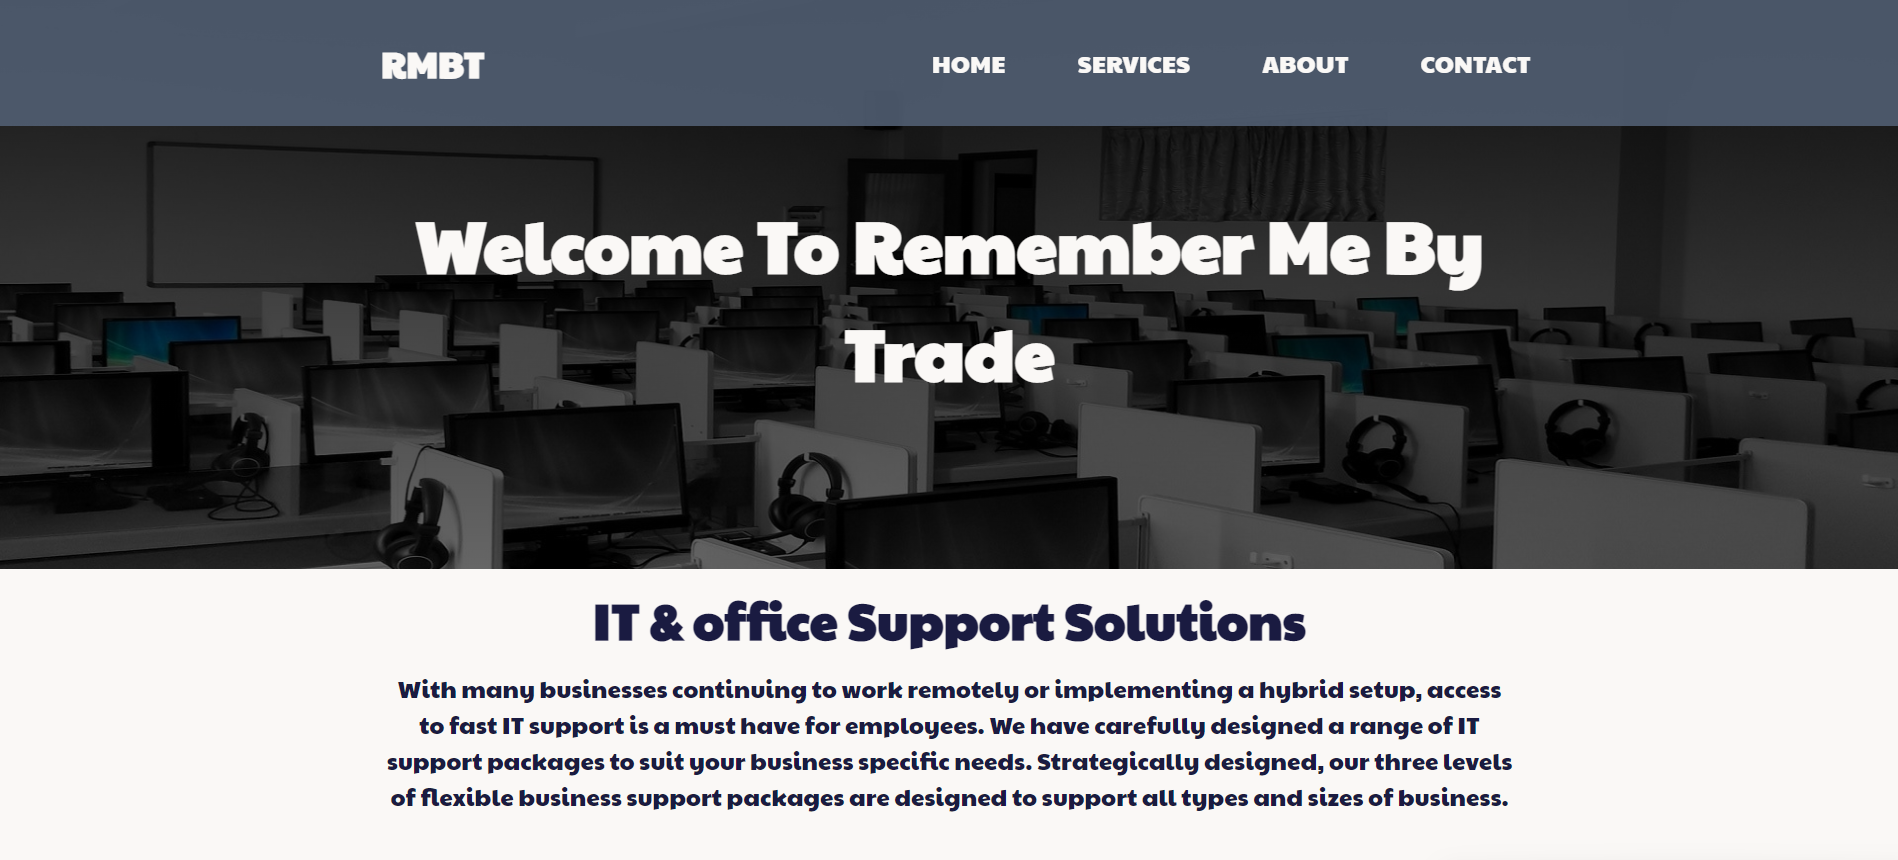 RMBT
HOME SERVICES ABOUT CONTACT
Welcome To Remember Me By
Trade
IT & office Support Solutions
With many businesses continuing to work remotely or implementing a hybrid setup, access
to fast IT support is a must have for employees. We have carefully designed a range of IT
support packages to suit your business specific needs. Strategically designed, our three levels
of flexible business support packages are designed to support all types and sizes of business.